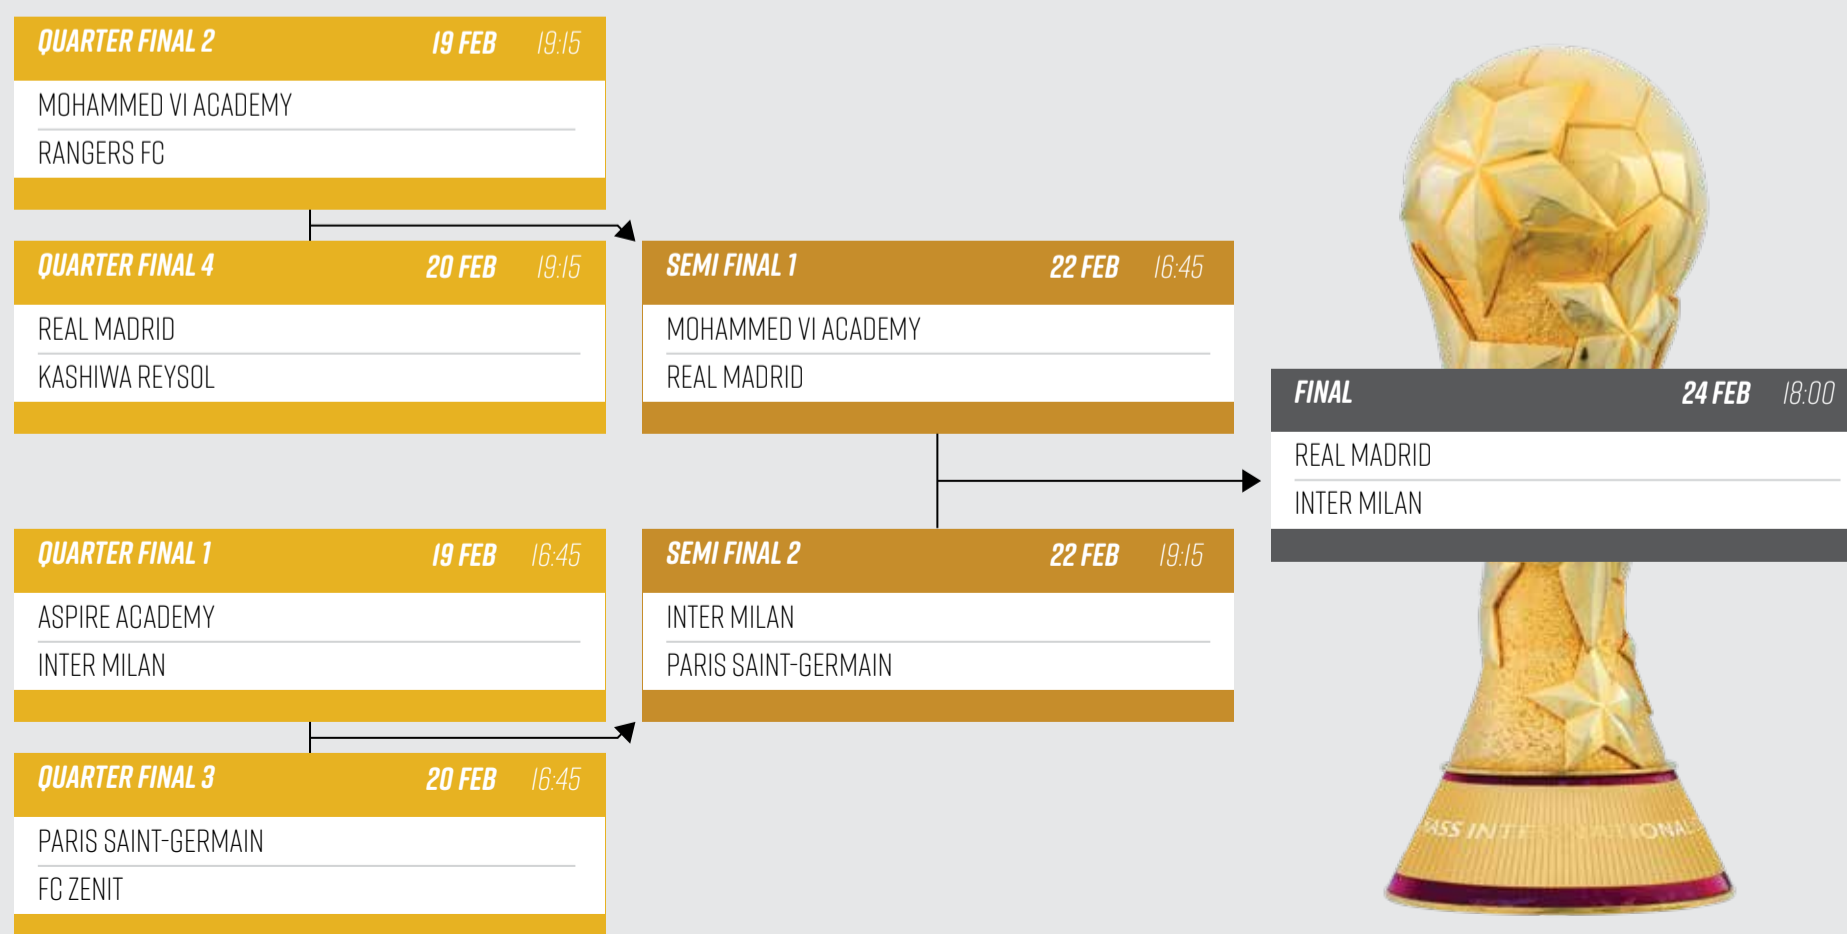 QUARTER FINAL 2 19 FEB 19:15
MOHAMMED VI ACADEMY
RANGERS FC
QUARTER FINAL 4 20 FEB 19:15
REAL MADRID
KASHIWA REYSOL
SEMI FINAL 1 22 FEB 16:45
MOHAMMED VI ACADEMY
REAL MADRID
FINAL 24 FEB 18:00
REAL MADRID
INTER MILAN
QUARTER FINAL 1 19 FEB 16:45
ASPIRE ACADEMY
INTER MILAN
SEMI FINAL 2 22 FEB 19:15
INTER MILAN
PARIS SAINT-GERMAIN
QUARTER FINAL 3 20 FEB 16:45
PARIS SAINT-GERMAIN
FC ZENIT